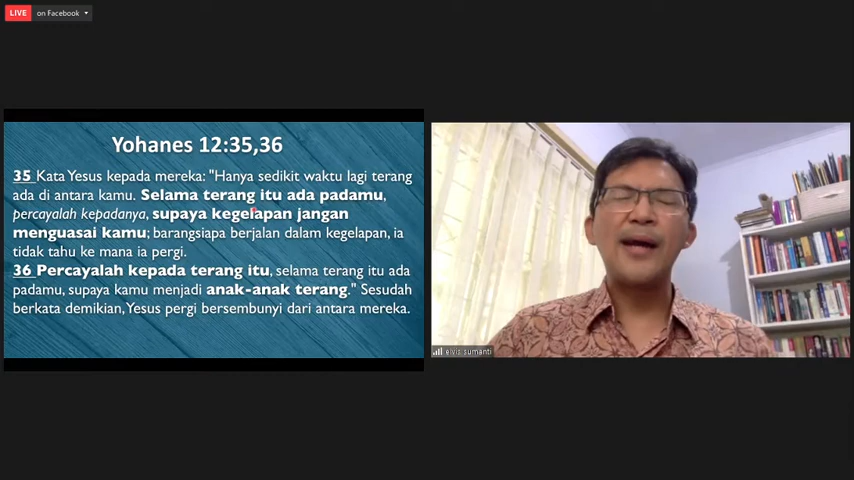 LIVE on Facebook
Yohanes 12:35,36
35 Kata Yesus kepada mereka: "Hanya sedikit waktu lagi terang
ada di antara kamu. Selama terang itu ada padamu,
percayalah kepadanya, supaya kegelapan jangan
menguasai kamu; barangsiapa berjalan dalam kegelapan, ia
tidak tahu ke mana ia pergi.
36 Percayalah kepada terang itu, selama terang itu ada
padamu, supaya kamu menjadi anak-anak terang." Sesudah
berkata demikian, Yesus pergi bersembunyi dari antara mereka.
elvis sumanti